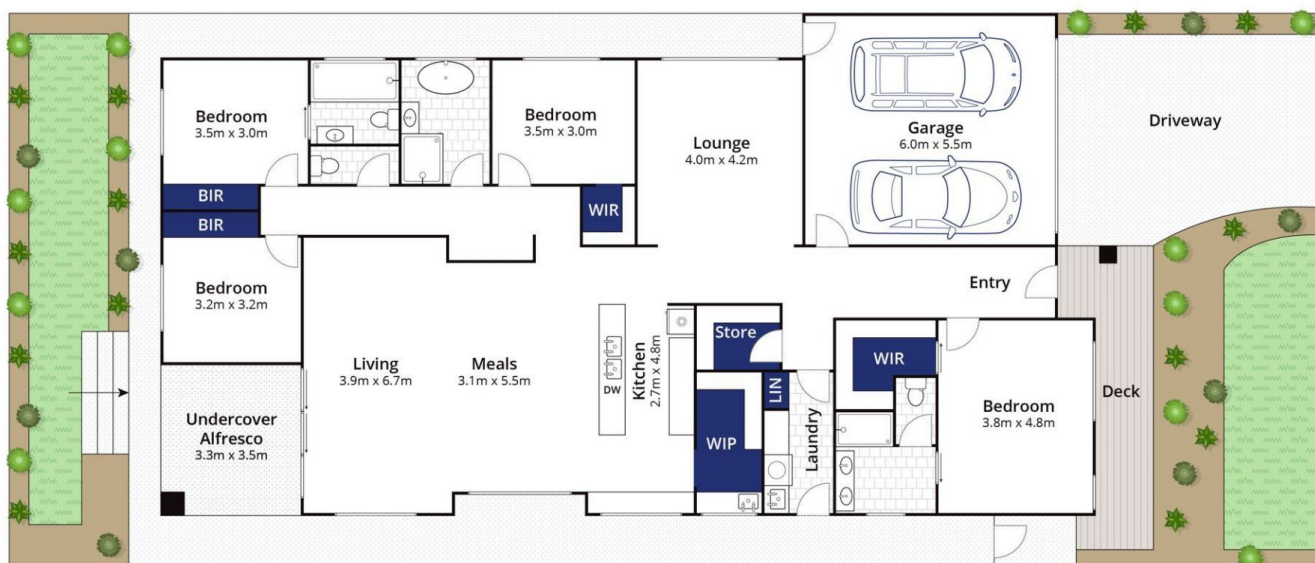 Bedroom
3.5m x 3.0m
Bedroom
3.5m x 3.0m
Lounge
4.0m x 4.2m
Garage
6.0m x 5.5m
Driveway
BIR
BIR
WIR
Bedroom
3.2m x 3.2m
Entry
Living
3.9m x 6.7m
Meals
3.1m x 5.5m
DW
Kitchen
2.7m x 4.8m
Store
WIR
LIN
WIP
Laundry
Bedroom
3.8m x 4.8m
Deck
Undercover
Alfresco
3.3m x 3.5m